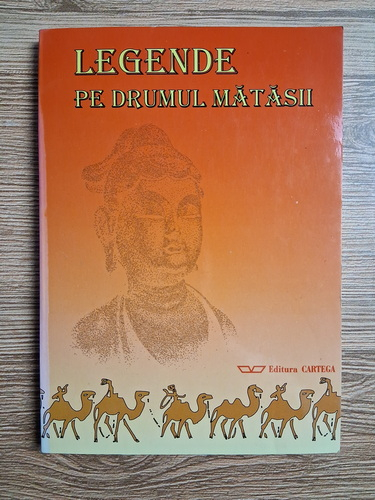 LEGENDE
PE DRUMUL MĂTĂSII
Editura CARTEGA